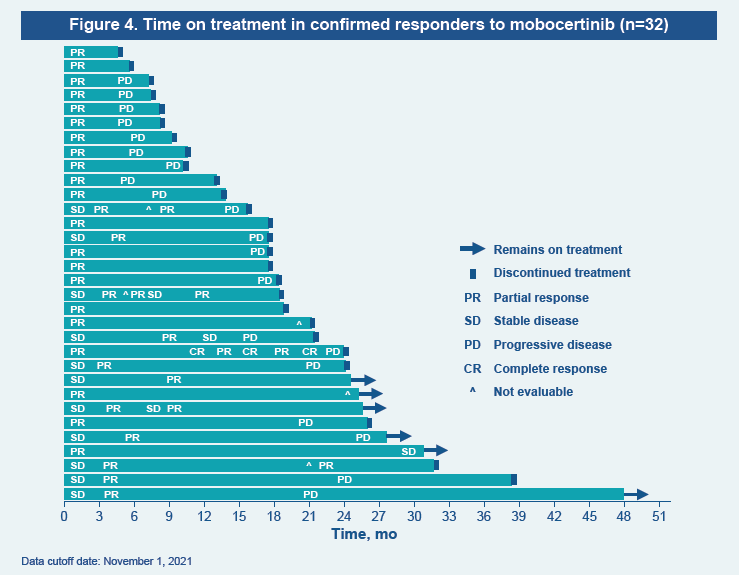 Figure 4. Time on treatment in confirmed responders to mobocertinib (n=32)
PR
PR
PR PD
PR PD
PR PD
PR PD
PR PD
PR PD
PR PD
PR PD
PR PD
SD PR ^ PR PD
PR
SD PR PD
PR PD
PR
PR PD
SD PR ^ PR SD PR
PR
PR ^
SD PR SD PD
PR CR PR CR PR CR PD
SD PR PD
SD PR
PR ^
SD PR SD PR
PR PD
SD PR PD
PR SD
SD PR ^ PR
SD PR PD
SD PR PD
Remains on treatment
Discontinued treatment
PR Partial response
SD Stable disease
PD Progressive disease
CR Complete response
^ Not evaluable
0 3 6 9 12 15 18 21 24 27 30 33 36 39 42 45 48 51
Time, mo
Data cutoff date: November 1, 2021